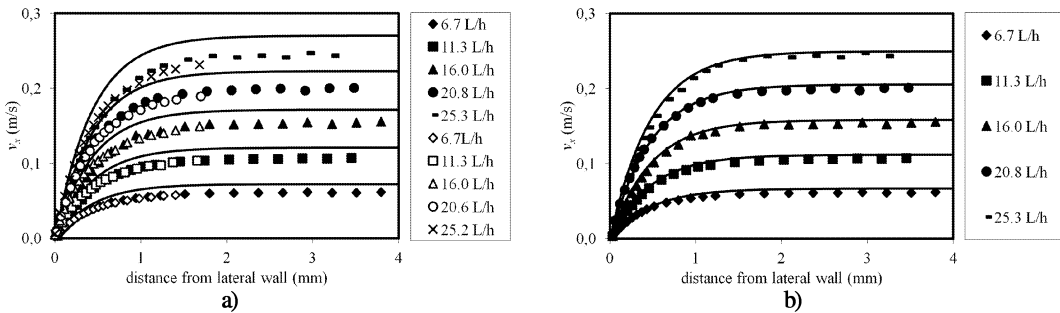 0,3
0,2
0,1
0,0
vx (m/s)
0
1
2
3
4
distance from lateral wall (mm)
a)
6.7 L/h
11.3 L/h
16.0 L/h
20.8 L/h
25.3 L/h
6.7L/h
11.3 L/h
16.0 L/h
20.6 L/h
25.2 L/h
0,3
0,2
0,1
0,0
vx (m/s)
0
1
2
3
4
distance from lateral wall (mm)
b)
6.7 L/h
11.3 L/h
16.0 L/h
20.8 L/h
25.3 L/h